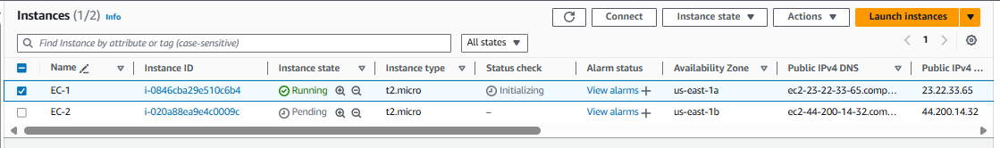 Instances (1/2) Info
Connect Instance state Actions Launch instances
Find Instance by attribute or tag (case-sensitive) All states 1
Name Instance ID Instance state Instance type Status check Alarm status Availability Zone Public IPv4 DNS Public IPv4 ...
EC-1 i-0846cba29e510c6b4 Running t2.micro Initializing View alarms + us-east-1a ec2-23-22-33-65.comp... 23.22.33.65
EC-2 i-020a88ea9e4c0009c Pending t2.micro – View alarms + us-east-1b ec2-44-200-14-32.com... 44.200.14.32